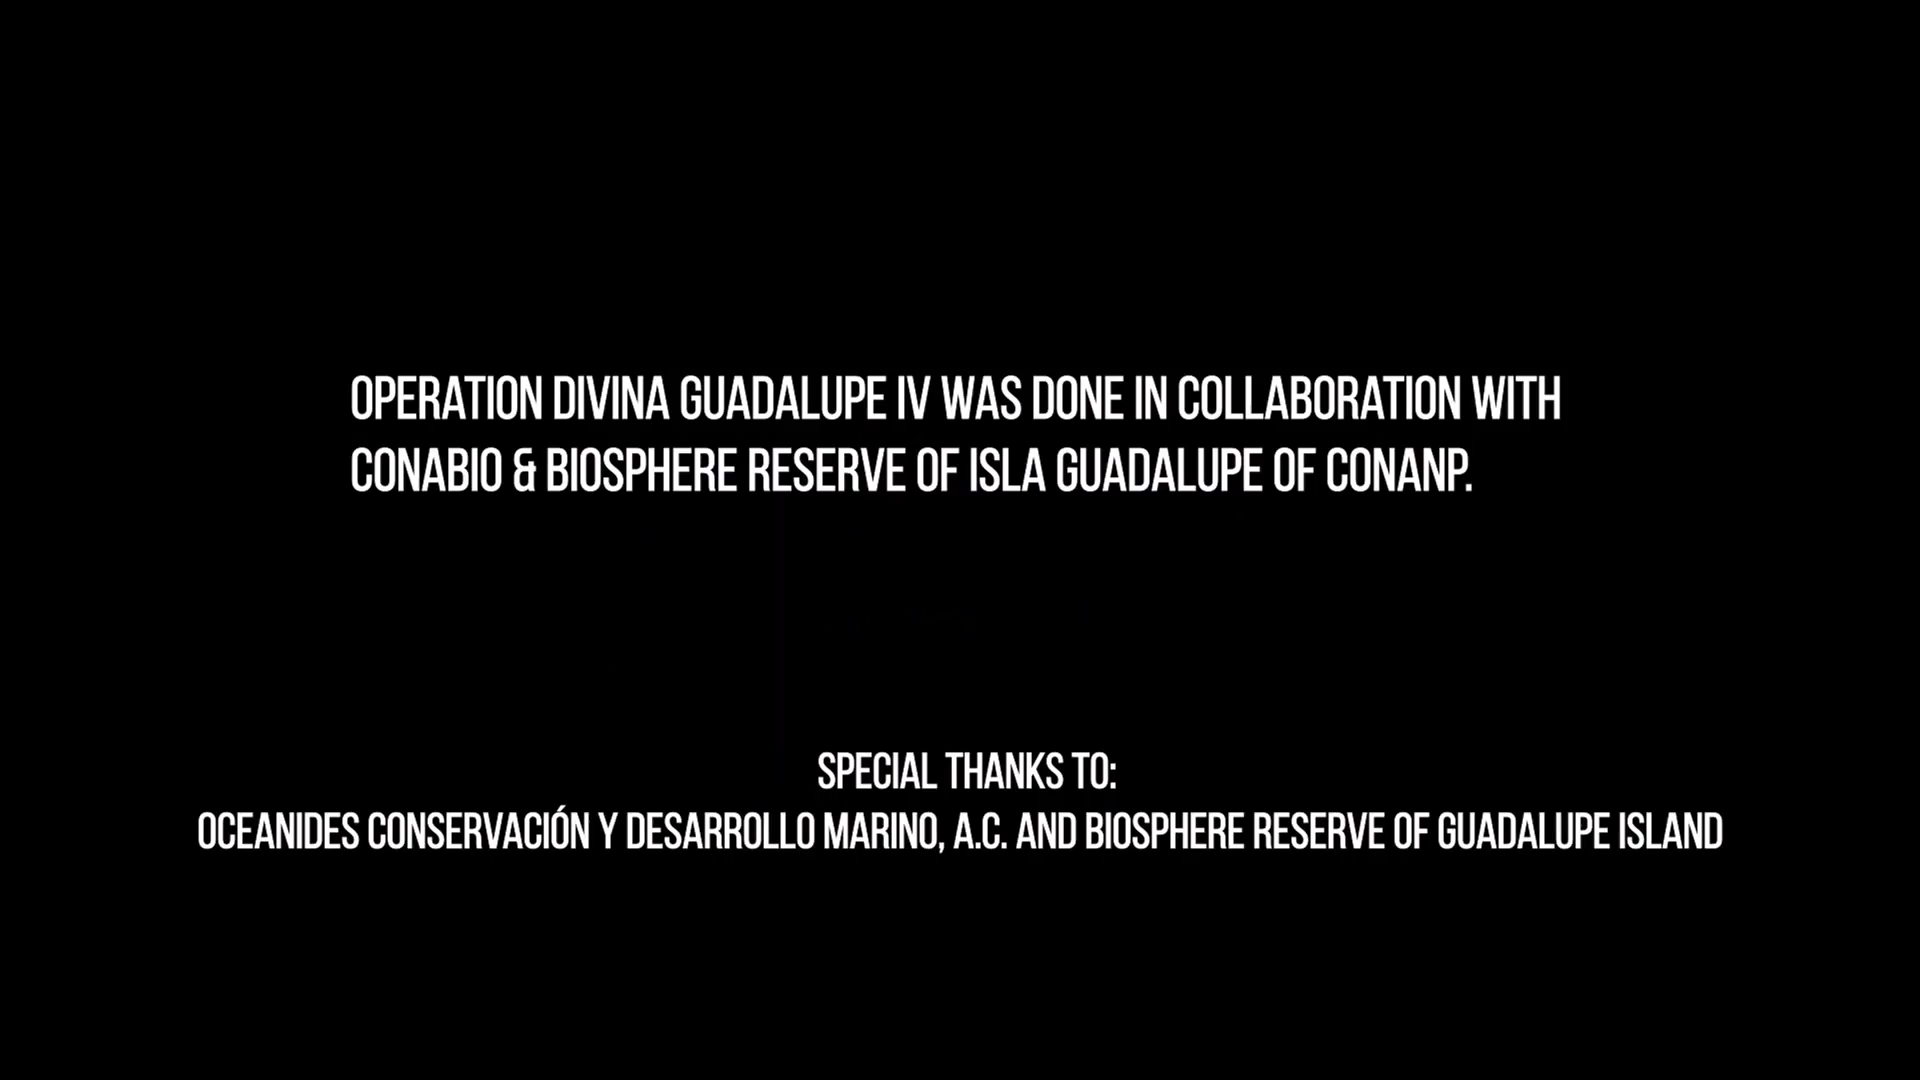 OPERATION DIVINA GUADALUPE IV WAS DONE IN COLLABORATION WITH
CONABIO & BIOSPHERE RESERVE OF ISLA GUADALUPE OF CONANP.
SPECIAL THANKS TO:
OCEANIDES CONSERVACIÓN Y DESARROLLO MARINO, A.C. AND BIOSPHERE RESERVE OF GUADALUPE ISLAND